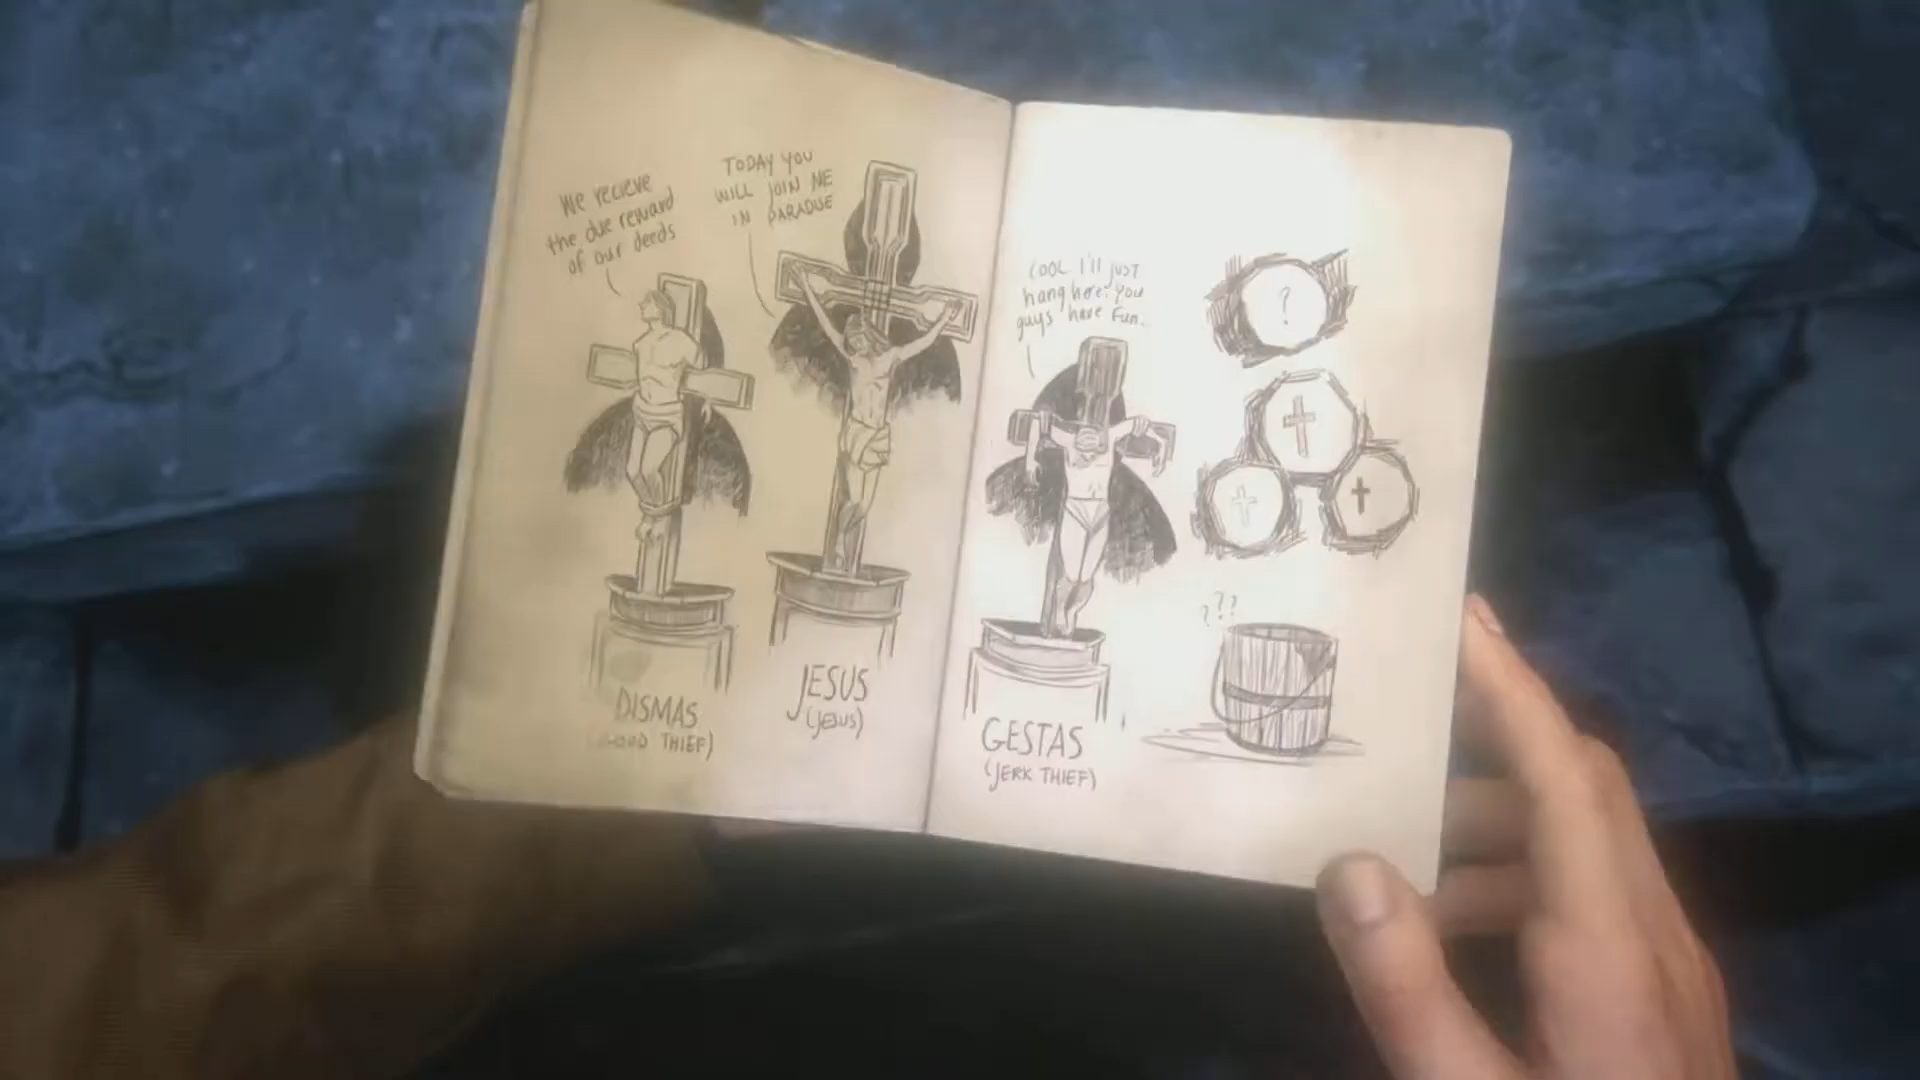 We recieve
the due reward
of our deeds
TODAY YOU
WILL JOIN ME
IN PARADISE
DISMAS
(GOOD THIEF)
JESUS
(JESUS)
COOL. I'll JUST
hang here. You
guys have fun..
GESTAS
(JERK THIEF)
?
???